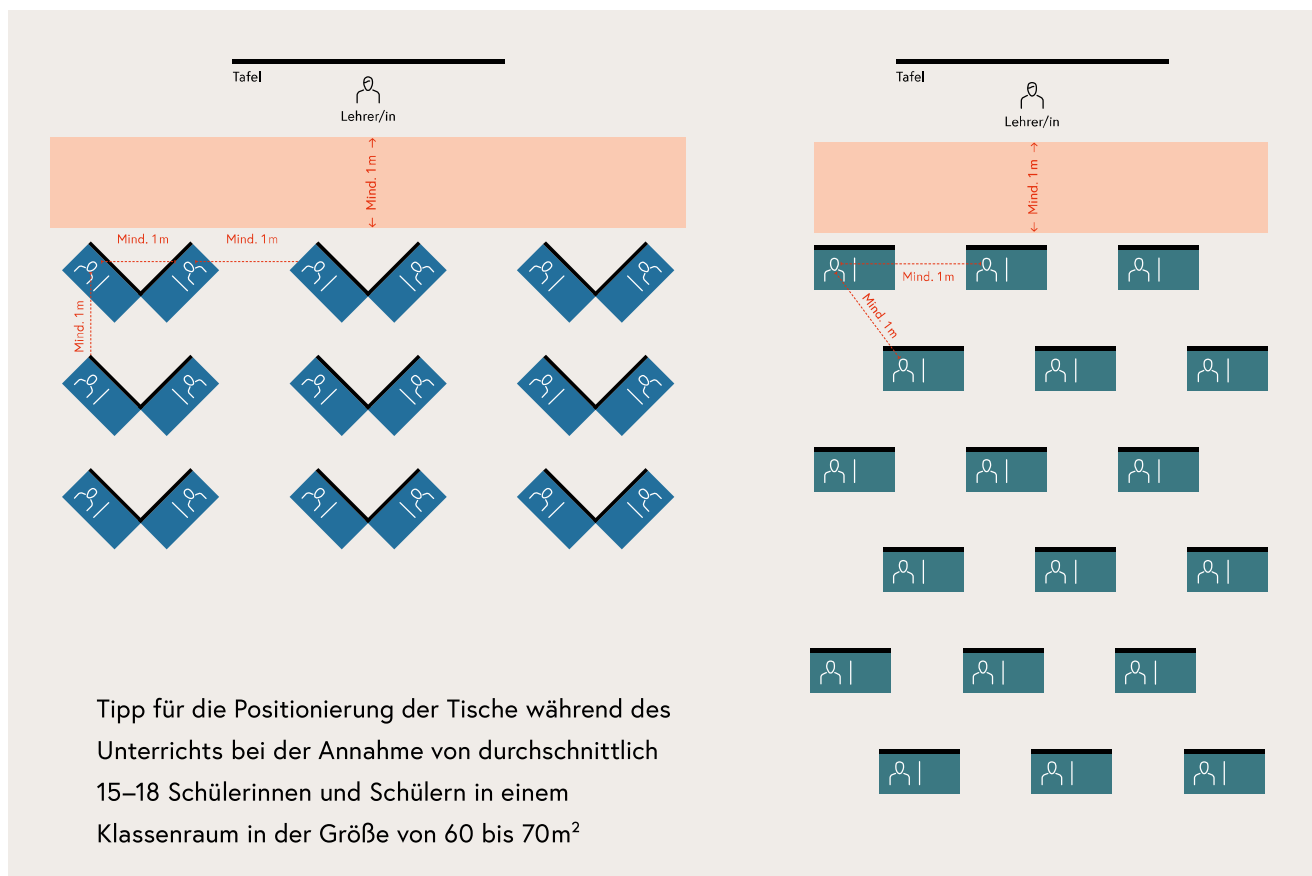 Tafel
Lehrer/in
Mind. 1m
Mind. 1m
Mind. 1m
Mind. 1m
Tafel
Lehrer/in
Mind. 1m
Mind. 1m
Mind. 1m
Tipp für die Positionierung der Tische während des
Unterrichts bei der Annahme von durchschnittlich
15–18 Schülerinnen und Schülern in einem
Klassenraum in der Größe von 60 bis 70m²